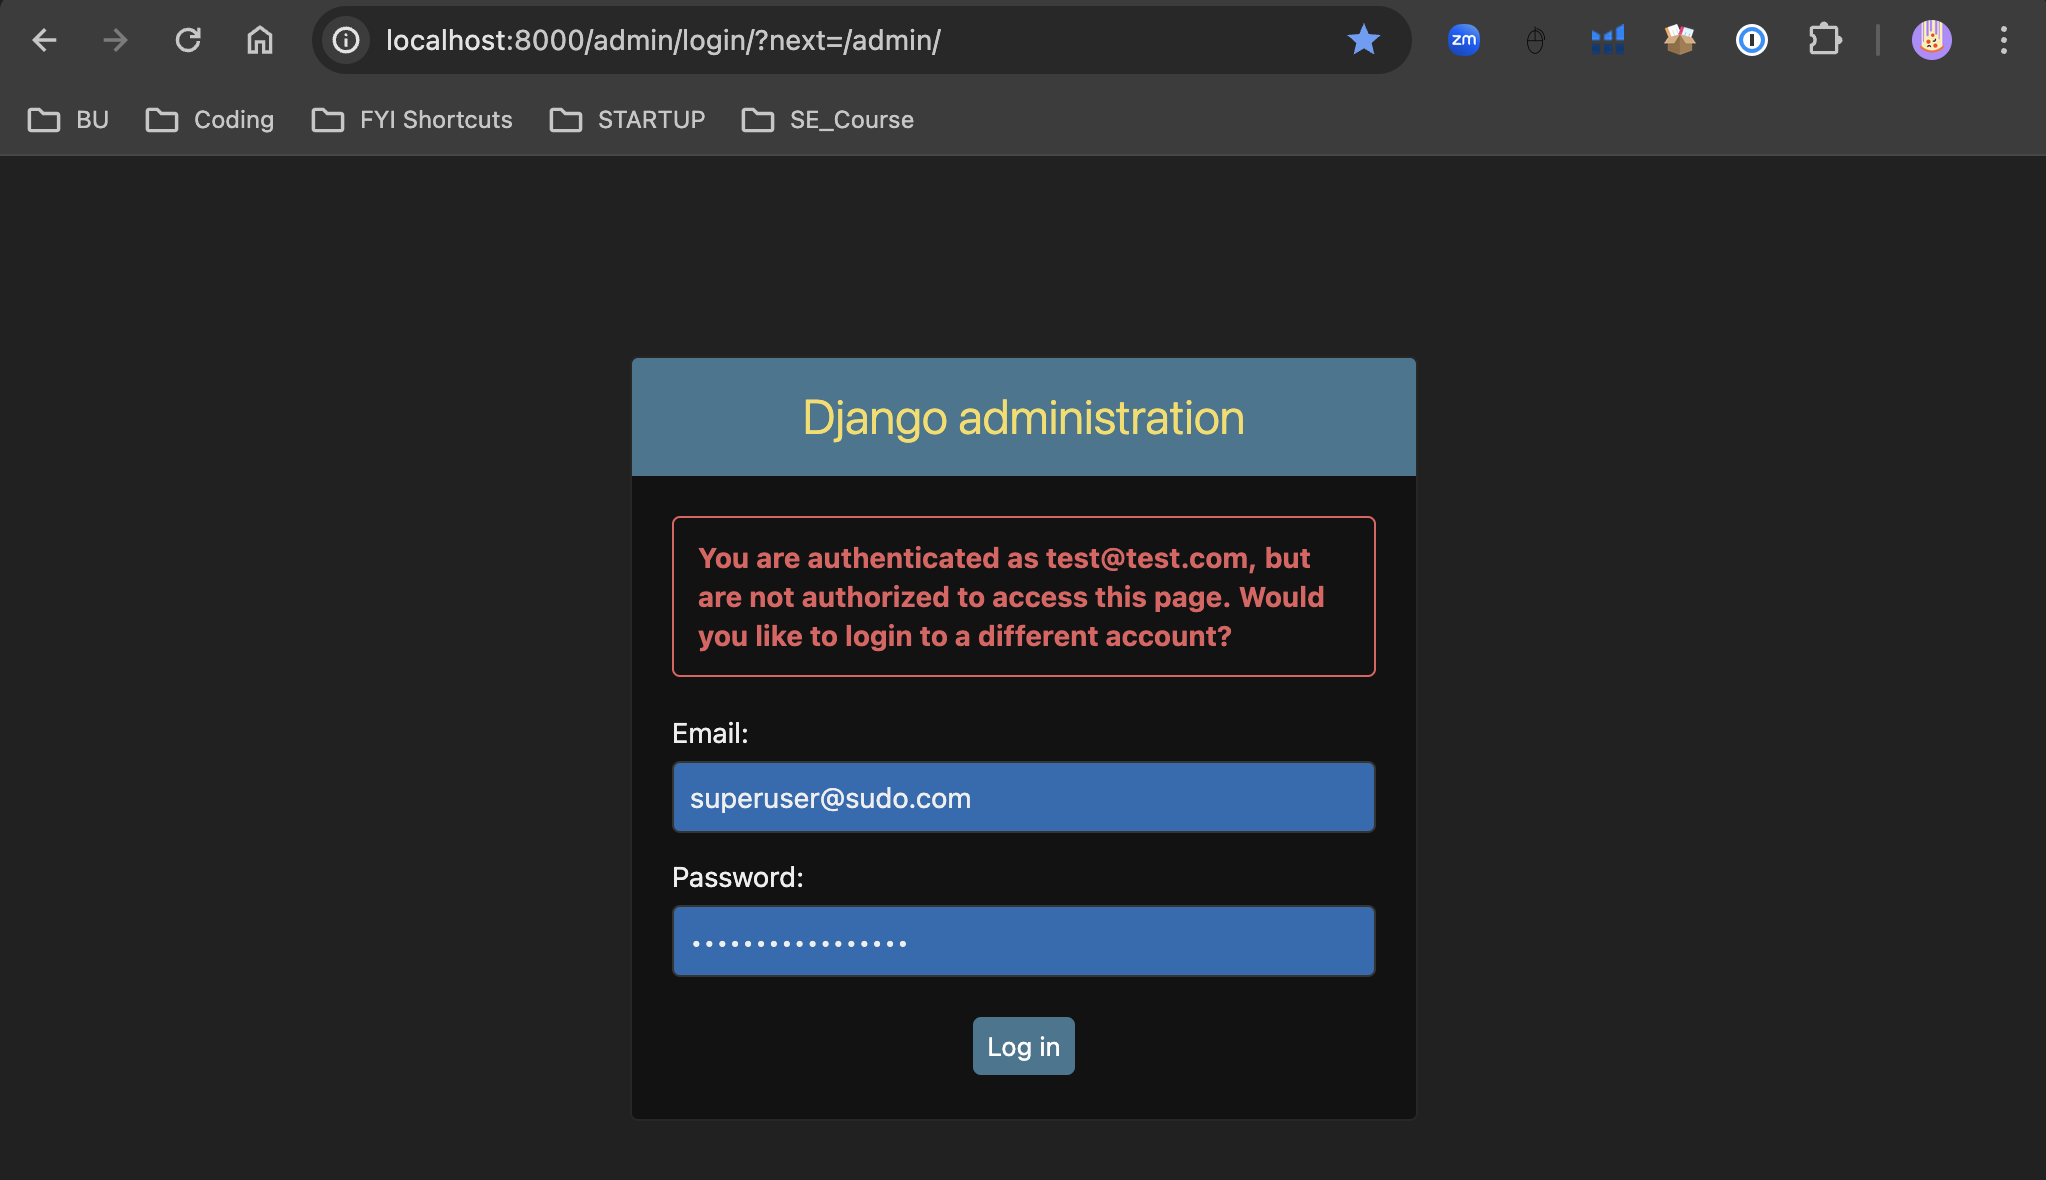 localhost:8000/admin/login/?next=/admin/
zm
BU
Coding
FYI Shortcuts
STARTUP
SE_Course
Django administration
You are authenticated as test@test.com, but
are not authorized to access this page. Would
you like to login to a different account?
Email:
superuser@sudo.com
Password:
•••••••••••••••••
Log in